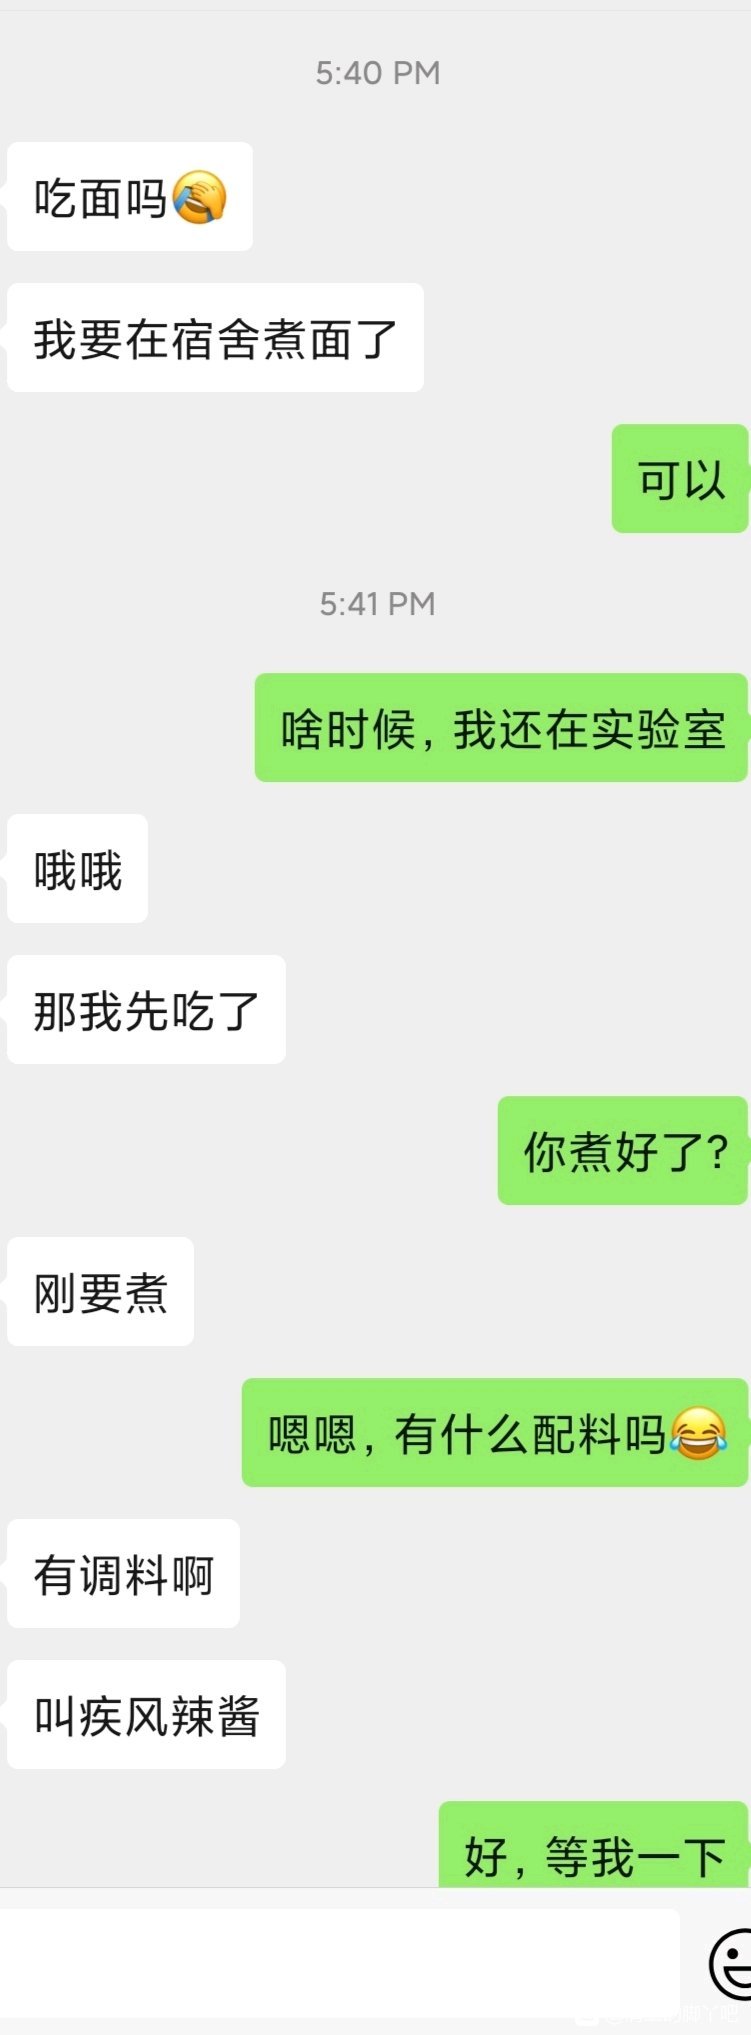 5:40 PM
吃面吗🤦
我要在宿舍煮面了
可以
5:41 PM
啥时候，我还在实验室
哦哦
那我先吃了
你煮好了?
刚要煮
嗯嗯，有什么配料吗😂
有调料啊
叫疾风辣酱
好，等我一下